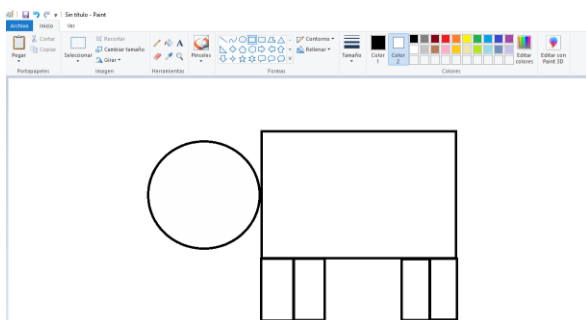 Sin título - Paint
Archivo Inicio Ver
Pegar
Cortar
Copiar
Portapapeles
Seleccionar
Recortar
Cambiar tamaño
Girar
Imagen
A
Herramientas
Pinceles
Contorno
Rellenar
Formas
Tamaño
Color 1
Color 2
Editar colores
Colores
Editar con Paint 3D